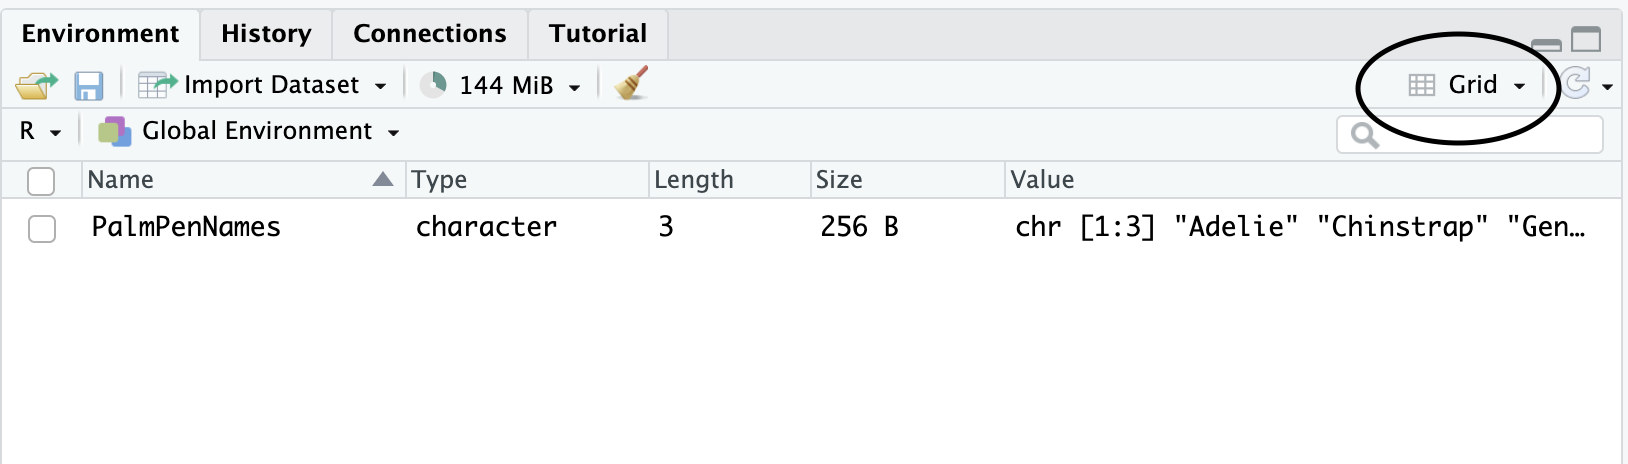 Environment History Connections Tutorial
Import Dataset 144 MiB Grid
R Global Environment
Name Type Length Size Value
PalmPenNames character 3 256 B chr [1:3] "Adelie" "Chinstrap" "Gen…